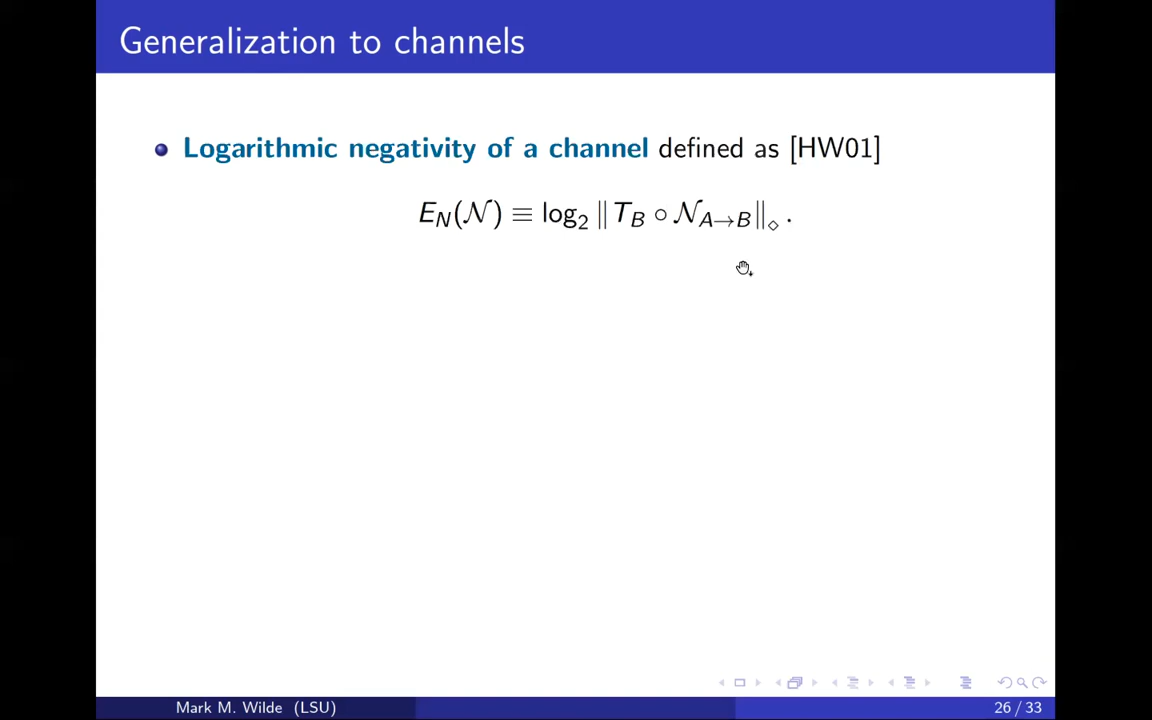 Generalization to channels
Logarithmic negativity of a channel defined as [HW01]
E_N(𝒩) ≡ log₂ ‖ T_B ∘ 𝒩_{A→B} ‖_⋄ .
Mark M. Wilde (LSU)
26 / 33